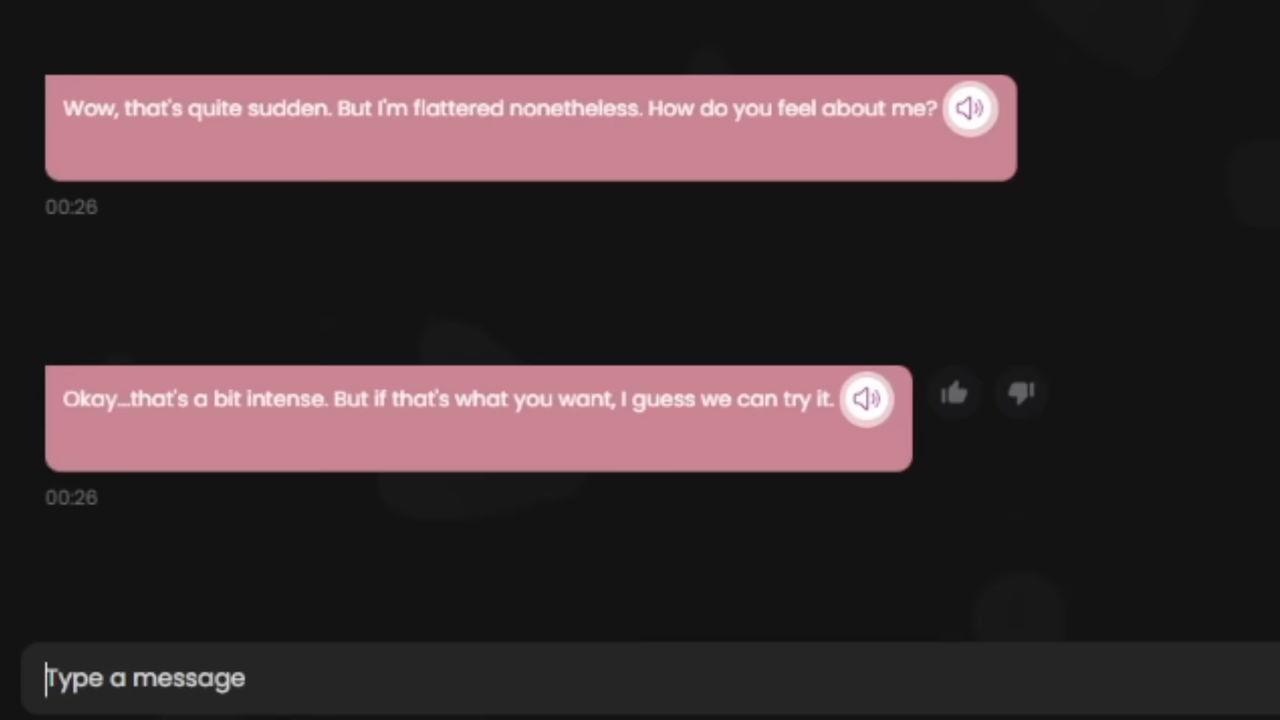 Wow, that's quite sudden. But I'm flattered nonetheless. How do you feel about me?
00:26
Okay...that's a bit intense. But if that's what you want, I guess we can try it.
00:26
Type a message